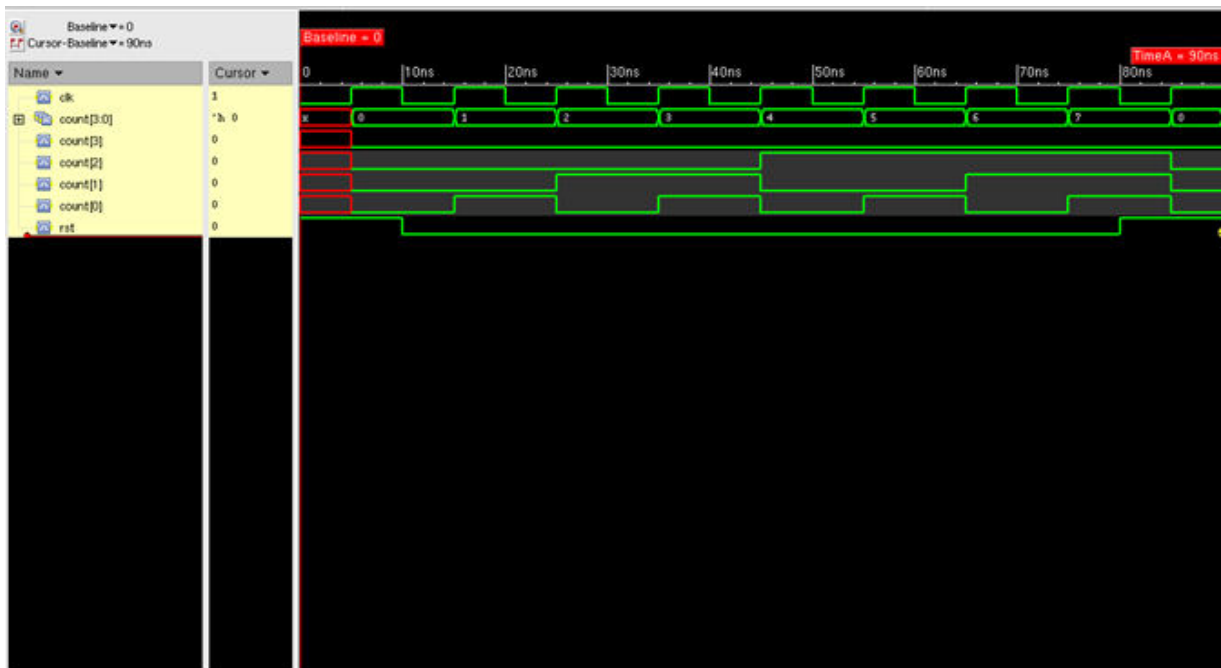 Baseline▼=0
Cursor-Baseline▼=90ns
Baseline = 0
TimeA = 90ns
Name▼ Cursor▼ 0 10ns 20ns 30ns 40ns 50ns 60ns 70ns 80ns
clk 1
count[3:0] 'h 0 x 0 1 2 3 4 5 6 7 0
count[3] 0
count[2] 0
count[1] 0
count[0] 0
rst 0